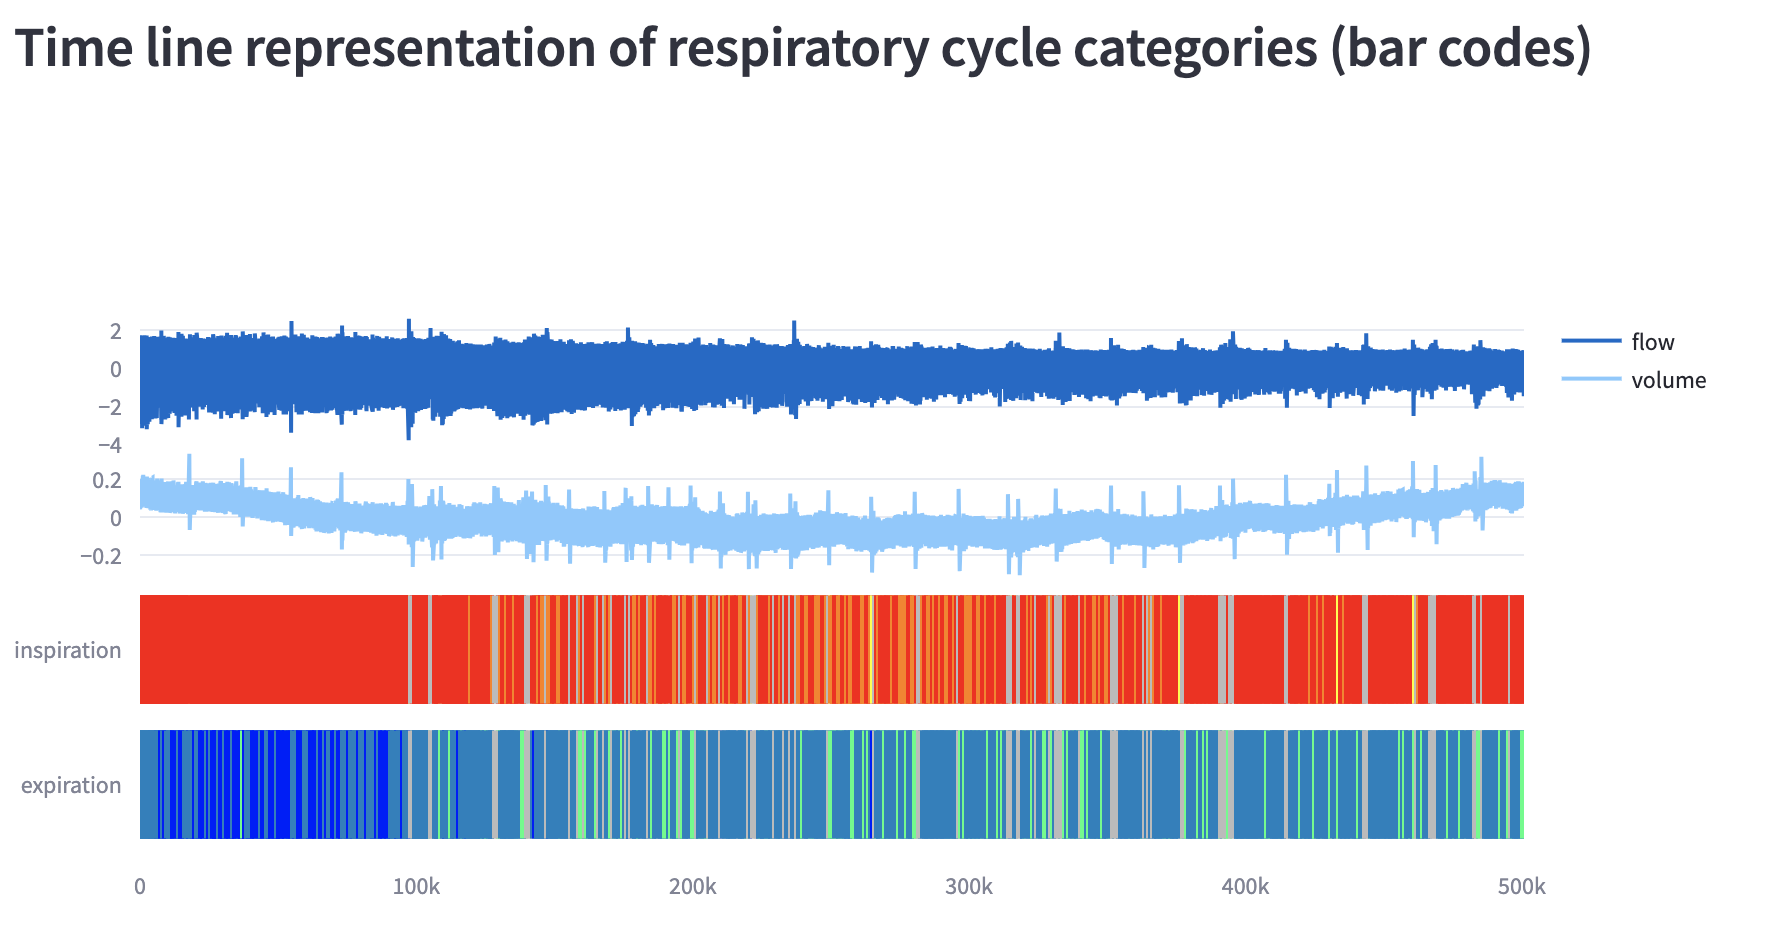 Time line representation of respiratory cycle categories (bar codes)
2
0
−2
−4
flow
volume
0.2
0
−0.2
inspiration
expiration
0 100k 200k 300k 400k 500k